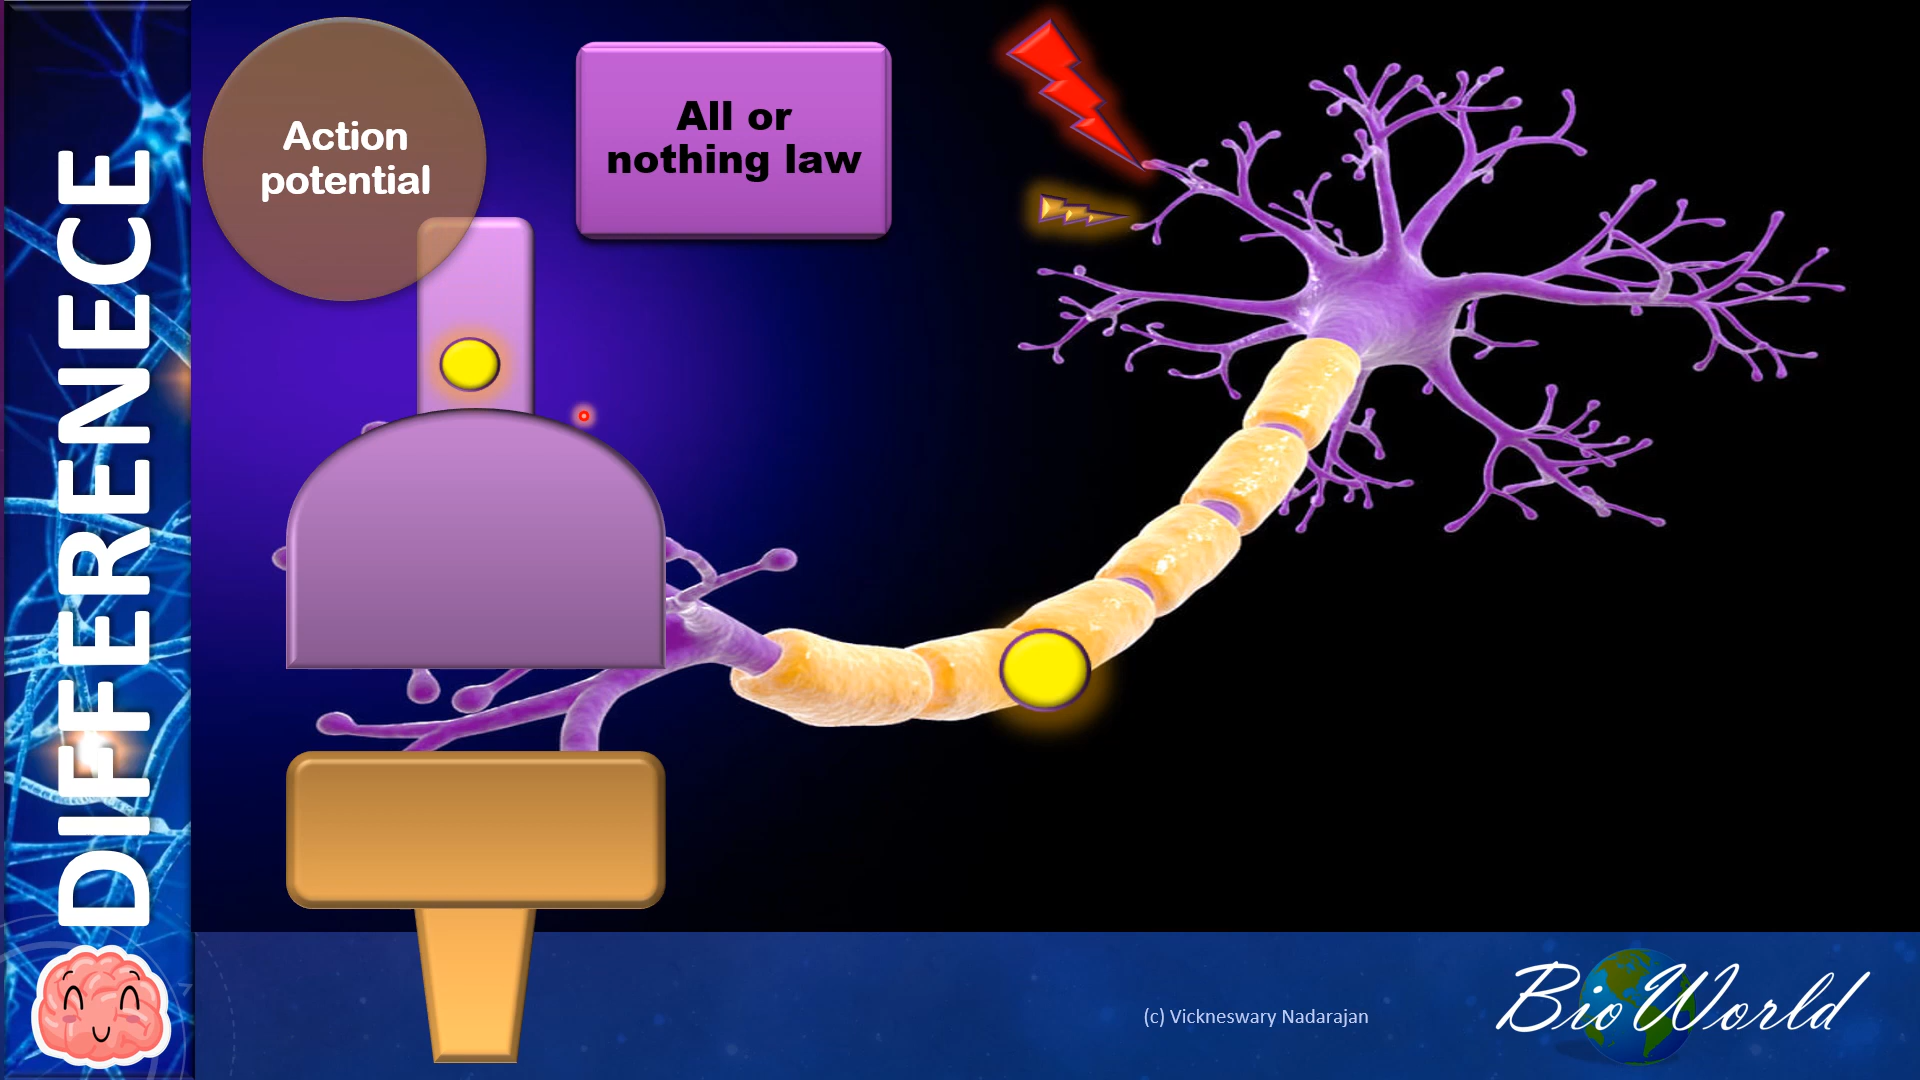 DIFFERENECE
Action
potential
All or
nothing law
(c) Vickneswary Nadarajan
BioWorld